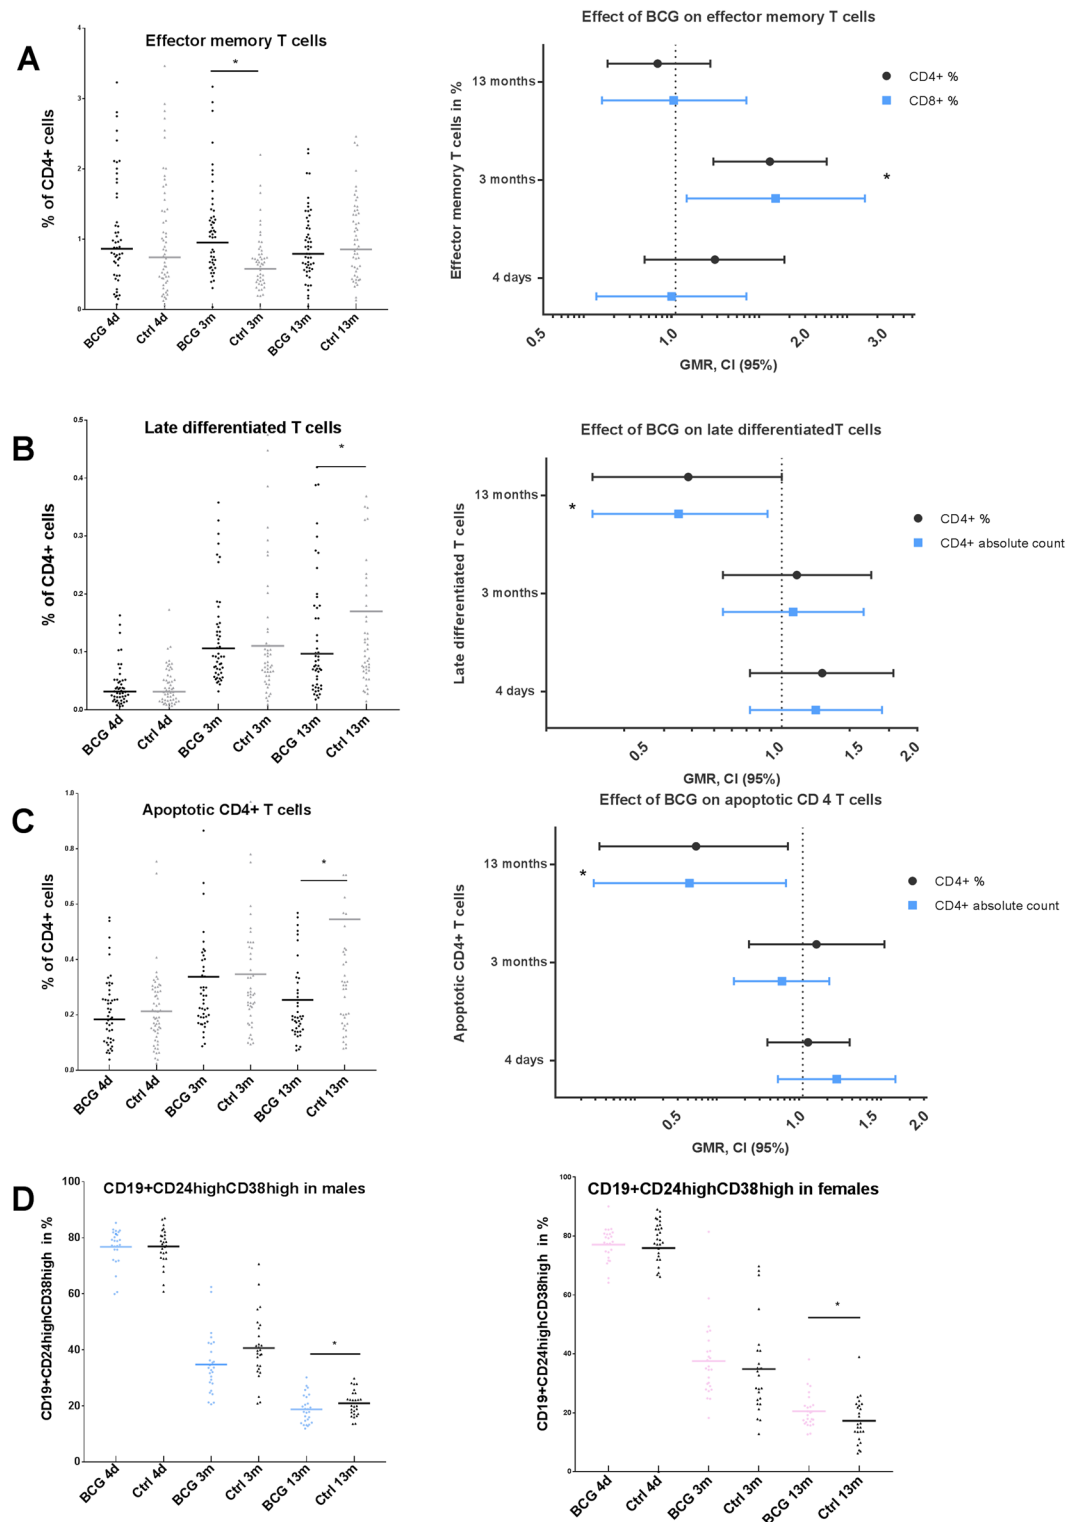 A
Effector memory T cells
*
% of CD4+ cells
4
3
2
1
0
BCG 4d
Ctrl 4d
BCG 3m
Ctrl 3m
BCG 13m
Ctrl 13m
Effect of BCG on effector memory T cells
Effector memory T cells in %
13 months
3 months
4 days
*
CD4+ %
CD8+ %
0.5
1.0
2.0
3.0
GMR, CI (95%)
B
Late differentiated T cells
*
% of CD4+ cells
0.5
0.4
0.3
0.2
0.1
0.0
BCG 4d
Ctrl 4d
BCG 3m
Ctrl 3m
BCG 13m
Ctrl 13m
Effect of BCG on late differentiatedT cells
Late differentiated T cells
13 months
3 months
4 days
*
CD4+ %
CD4+ absolute count
0.5
1.0
1.5
2.0
GMR, CI (95%)
C
Apoptotic CD4+ T cells
*
% of CD4+ cells
1.0
0.8
0.6
0.4
0.2
0.0
BCG 4d
Ctrl 4d
BCG 3m
Ctrl 3m
BCG 13m
Crtl 13m
Effect of BCG on apoptotic CD 4 T cells
Apoptotic CD4+ T cells
13 months
3 months
4 days
*
CD4+ %
CD4+ absolute count
0.5
1.0
2.0
GMR, CI (95%)
D
CD19+CD24highCD38high in males
*
CD19+CD24highCD38high in %
100
80
60
40
20
0
BCG 4d
Ctrl 4d
BCG 3m
Ctrl 3m
BCG 13m
Ctrl 13m
CD19+CD24highCD38high in females
*
CD19+CD24highCD38high in %
100
80
60
40
20
0
BCG 4d
Ctrl 4d
BCG 3m
Ctrl 3m
BCG 13m
Ctrl 13m